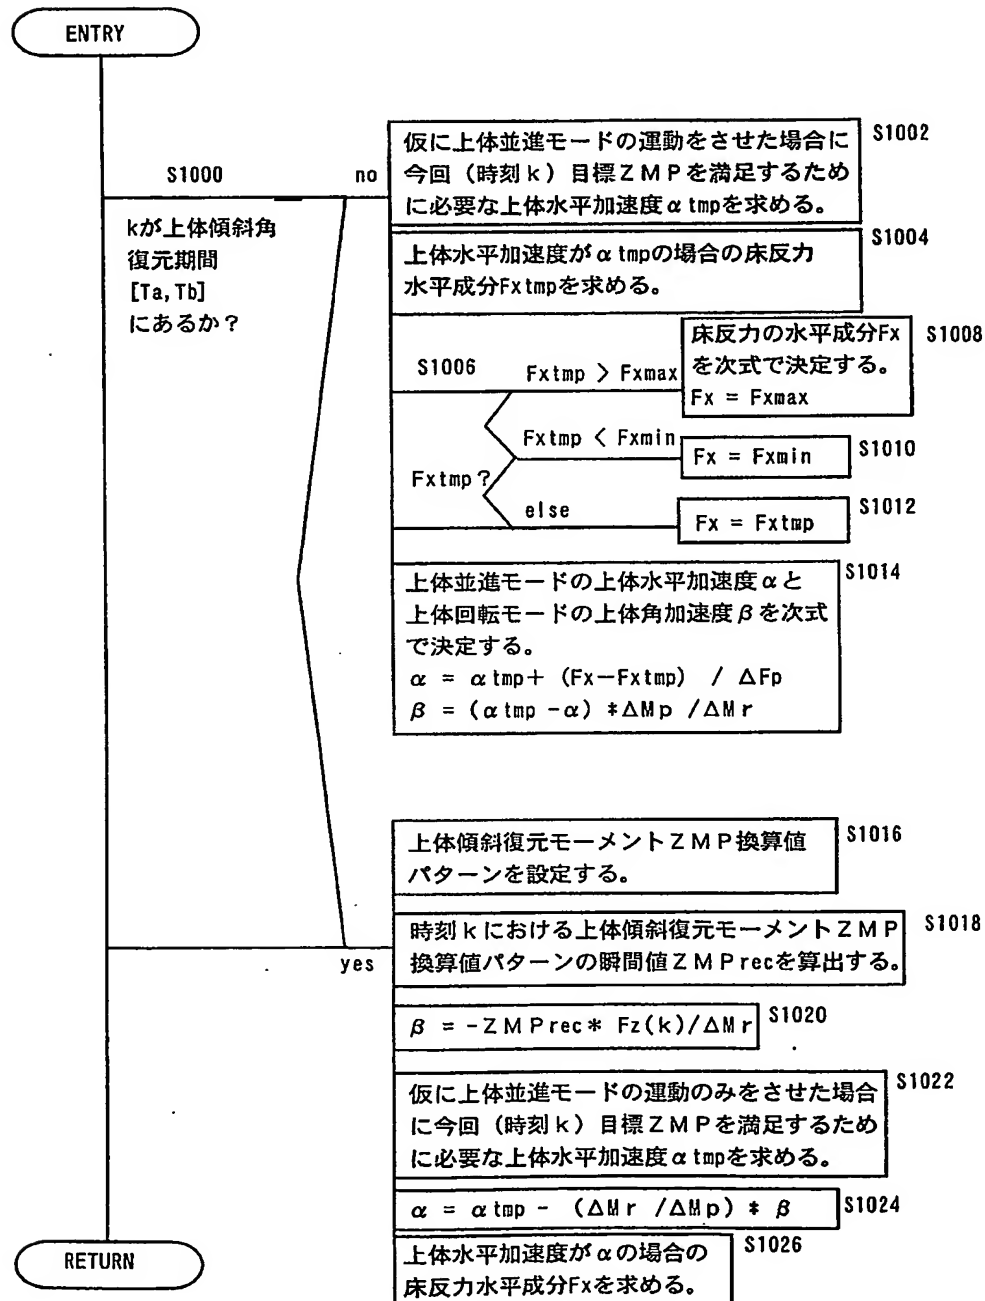 ENTRY
S1000
no
kが上体傾斜角
復元期間
[Ta,Tb]
にあるか？
仮に上体並進モードの運動をさせた場合に
今回（時刻ｋ）目標ＺＭＰを満足するため
に必要な上体水平加速度αtmpを求める。
S1002
上体水平加速度がαtmpの場合の床反力
水平成分Fxtmpを求める。
S1004
S1006
Fxtmp？
Fxtmp > Fxmax
床反力の水平成分Fx
を次式で決定する。
Fx = Fxmax
S1008
Fxtmp < Fxmin
Fx = Fxmin
S1010
else
Fx = Fxtmp
S1012
上体並進モードの上体水平加速度αと
上体回転モードの上体角加速度βを次式
で決定する。
α = αtmp＋ (Fx－Fxtmp) / ΔFp
β = (αtmp -α) *ΔMp /ΔMr
S1014
yes
上体傾斜復元モーメントＺＭＰ換算値
パターンを設定する。
S1016
時刻ｋにおける上体傾斜復元モーメントＺＭＰ
換算値パターンの瞬間値ＺＭＰrecを算出する。
S1018
β = -ＺＭＰrec* Fz(k)/ΔMr
S1020
仮に上体並進モードの運動のみをさせた場合
に今回（時刻ｋ）目標ＺＭＰを満足するため
に必要な上体水平加速度αtmpを求める。
S1022
α = αtmp - (ΔMr /ΔMp) * β
S1024
上体水平加速度がαの場合の
床反力水平成分Fxを求める。
S1026
RETURN